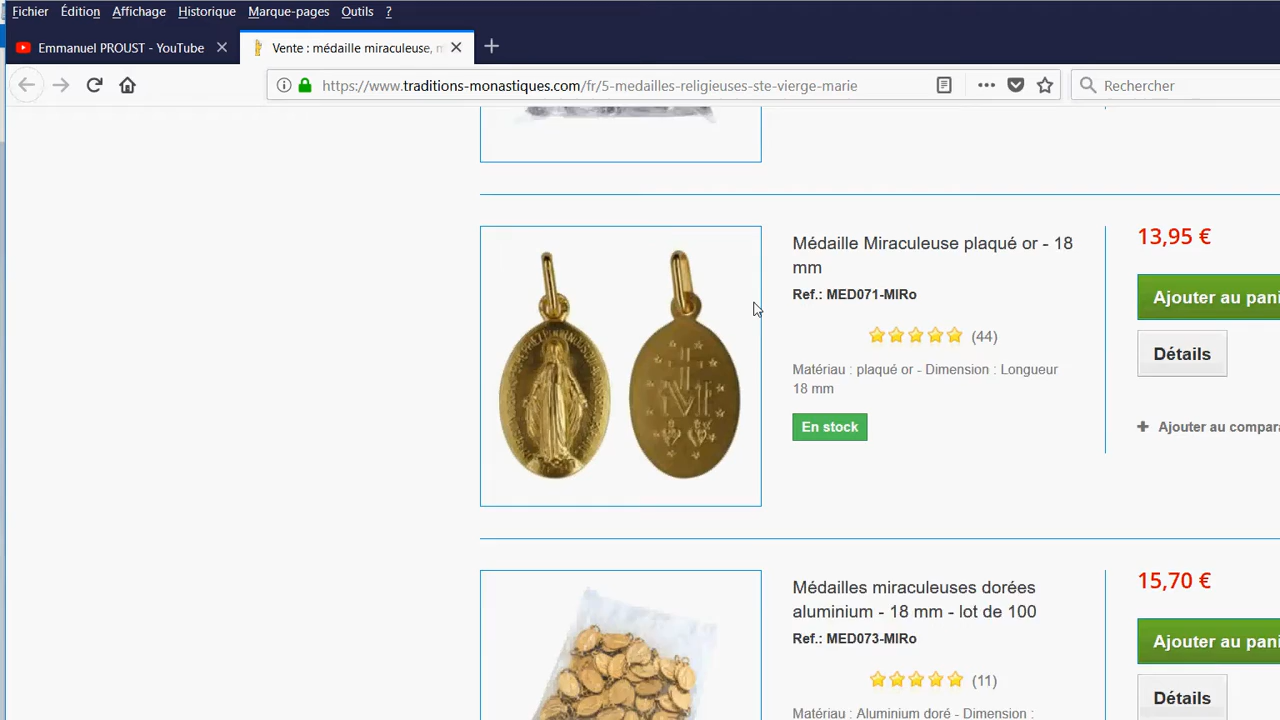 Fichier Édition Affichage Historique Marque-pages Outils ?
Emmanuel PROUST - YouTube
Vente : médaille miraculeuse, m
https://www.traditions-monastiques.com/fr/5-medailles-religieuses-ste-vierge-marie
Rechercher
Médaille Miraculeuse plaqué or - 18
mm
Ref.: MED071-MIRo
(44)
Matériau : plaqué or - Dimension : Longueur
18 mm
En stock
13,95 €
Ajouter au pani
Détails
Ajouter au compara
Médailles miraculeuses dorées
aluminium - 18 mm - lot de 100
Ref.: MED073-MIRo
(11)
Matériau : Aluminium doré - Dimension :
15,70 €
Ajouter au pani
Détails